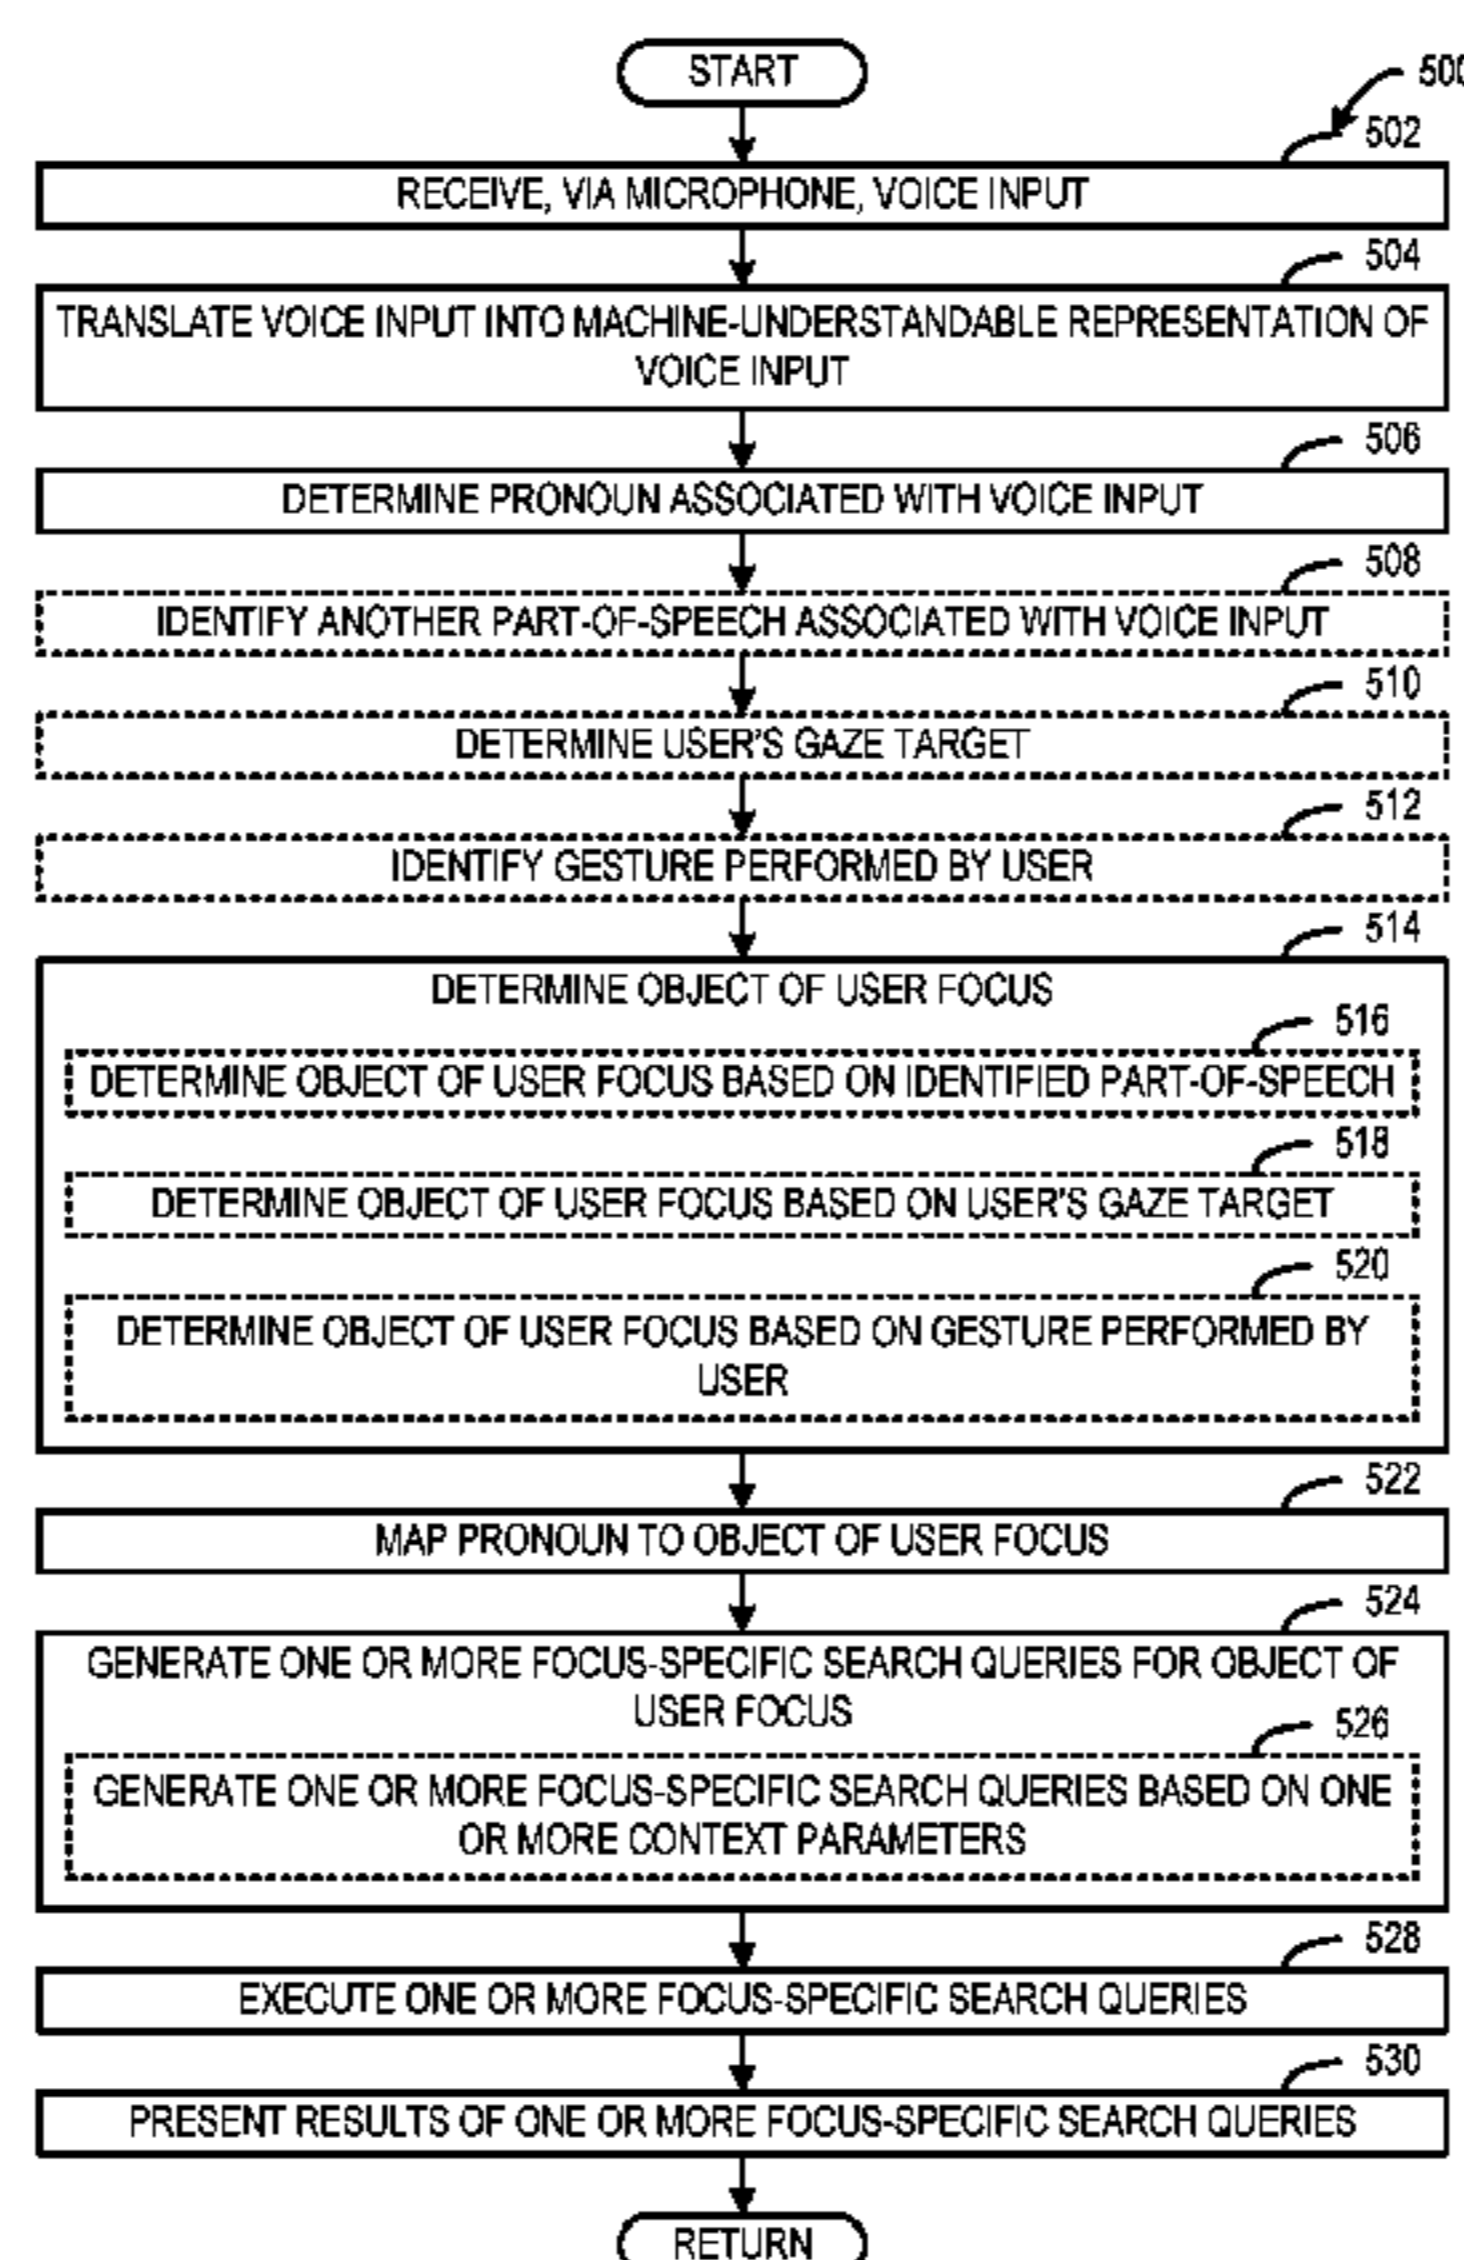 START
500
502
RECEIVE, VIA MICROPHONE, VOICE INPUT
504
TRANSLATE VOICE INPUT INTO MACHINE-UNDERSTANDABLE REPRESENTATION OF
VOICE INPUT
506
DETERMINE PRONOUN ASSOCIATED WITH VOICE INPUT
508
IDENTIFY ANOTHER PART-OF-SPEECH ASSOCIATED WITH VOICE INPUT
510
DETERMINE USER'S GAZE TARGET
512
IDENTIFY GESTURE PERFORMED BY USER
514
DETERMINE OBJECT OF USER FOCUS
516
DETERMINE OBJECT OF USER FOCUS BASED ON IDENTIFIED PART-OF-SPEECH
518
DETERMINE OBJECT OF USER FOCUS BASED ON USER'S GAZE TARGET
520
DETERMINE OBJECT OF USER FOCUS BASED ON GESTURE PERFORMED BY
USER
522
MAP PRONOUN TO OBJECT OF USER FOCUS
524
GENERATE ONE OR MORE FOCUS-SPECIFIC SEARCH QUERIES FOR OBJECT OF
USER FOCUS
526
GENERATE ONE OR MORE FOCUS-SPECIFIC SEARCH QUERIES BASED ON ONE
OR MORE CONTEXT PARAMETERS
528
EXECUTE ONE OR MORE FOCUS-SPECIFIC SEARCH QUERIES
530
PRESENT RESULTS OF ONE OR MORE FOCUS-SPECIFIC SEARCH QUERIES
RETURN